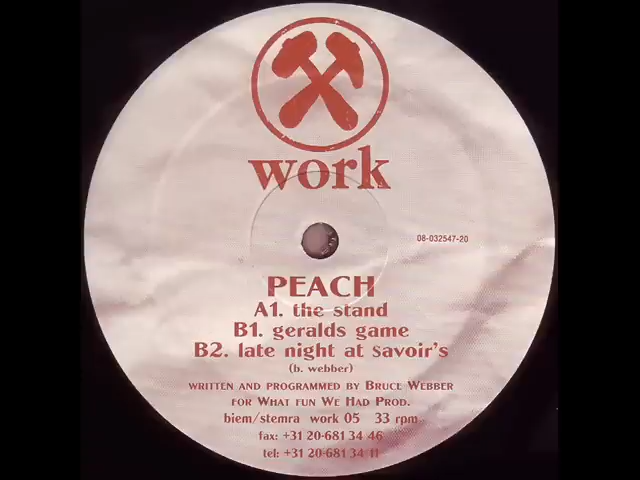 work
08-032547-20
PEACH
A1. the stand
B1. geralds game
B2. late night at savoir's
(b. webber)
WRITTEN AND PROGRAMMED BY BRUCE WEBBER
FOR WHAT FUN WE HAD PROD.
biem/stemra work 05 33 rpm
fax: +31 20-681 34 46
tel: +31 20-681 34 11